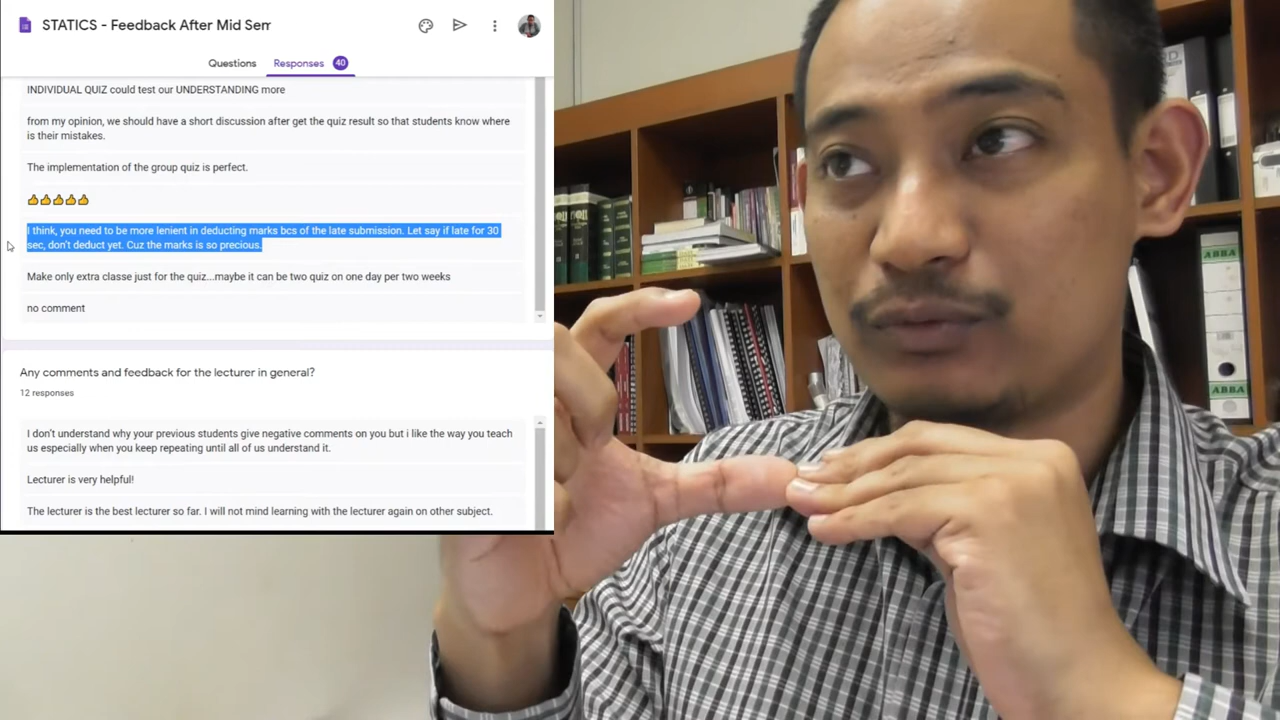 STATICS - Feedback After Mid Sem
Questions
Responses
40
INDIVIDUAL QUIZ could test our UNDERSTANDING more
from my opinion, we should have a short discussion after get the quiz result so that students know where
is their mistakes.
The implementation of the group quiz is perfect.
👍👍👍👍👍
I think, you need to be more lenient in deducting marks bcs of the late submission. Let say if late for 30
sec, don't deduct yet. Cuz the marks is so precious.
Make only extra classe just for the quiz...maybe it can be two quiz on one day per two weeks
no comment
Any comments and feedback for the lecturer in general?
12 responses
I don't understand why your previous students give negative comments on you but i like the way you teach
us especially when you keep repeating until all of us understand it.
Lecturer is very helpful!
The lecturer is the best lecturer so far. I will not mind learning with the lecturer again on other subject.
ABBA
ABBA